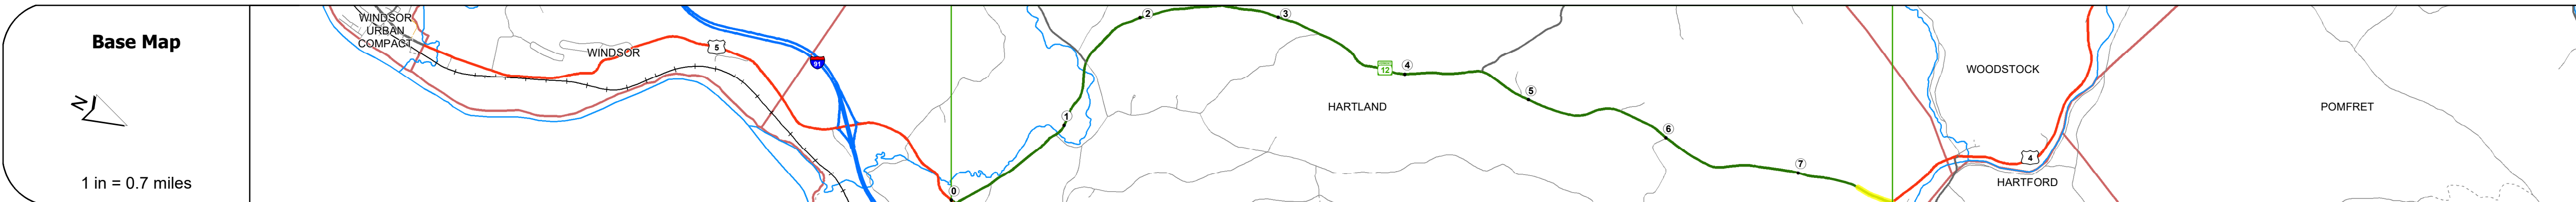 Base Map
N
1 in = 0.7 miles
WINDSOR
URBAN
COMPACT
WINDSOR
5
91
0
1
2
3
12
4
HARTLAND
5
6
7
WOODSTOCK
4
HARTFORD
POMFRET